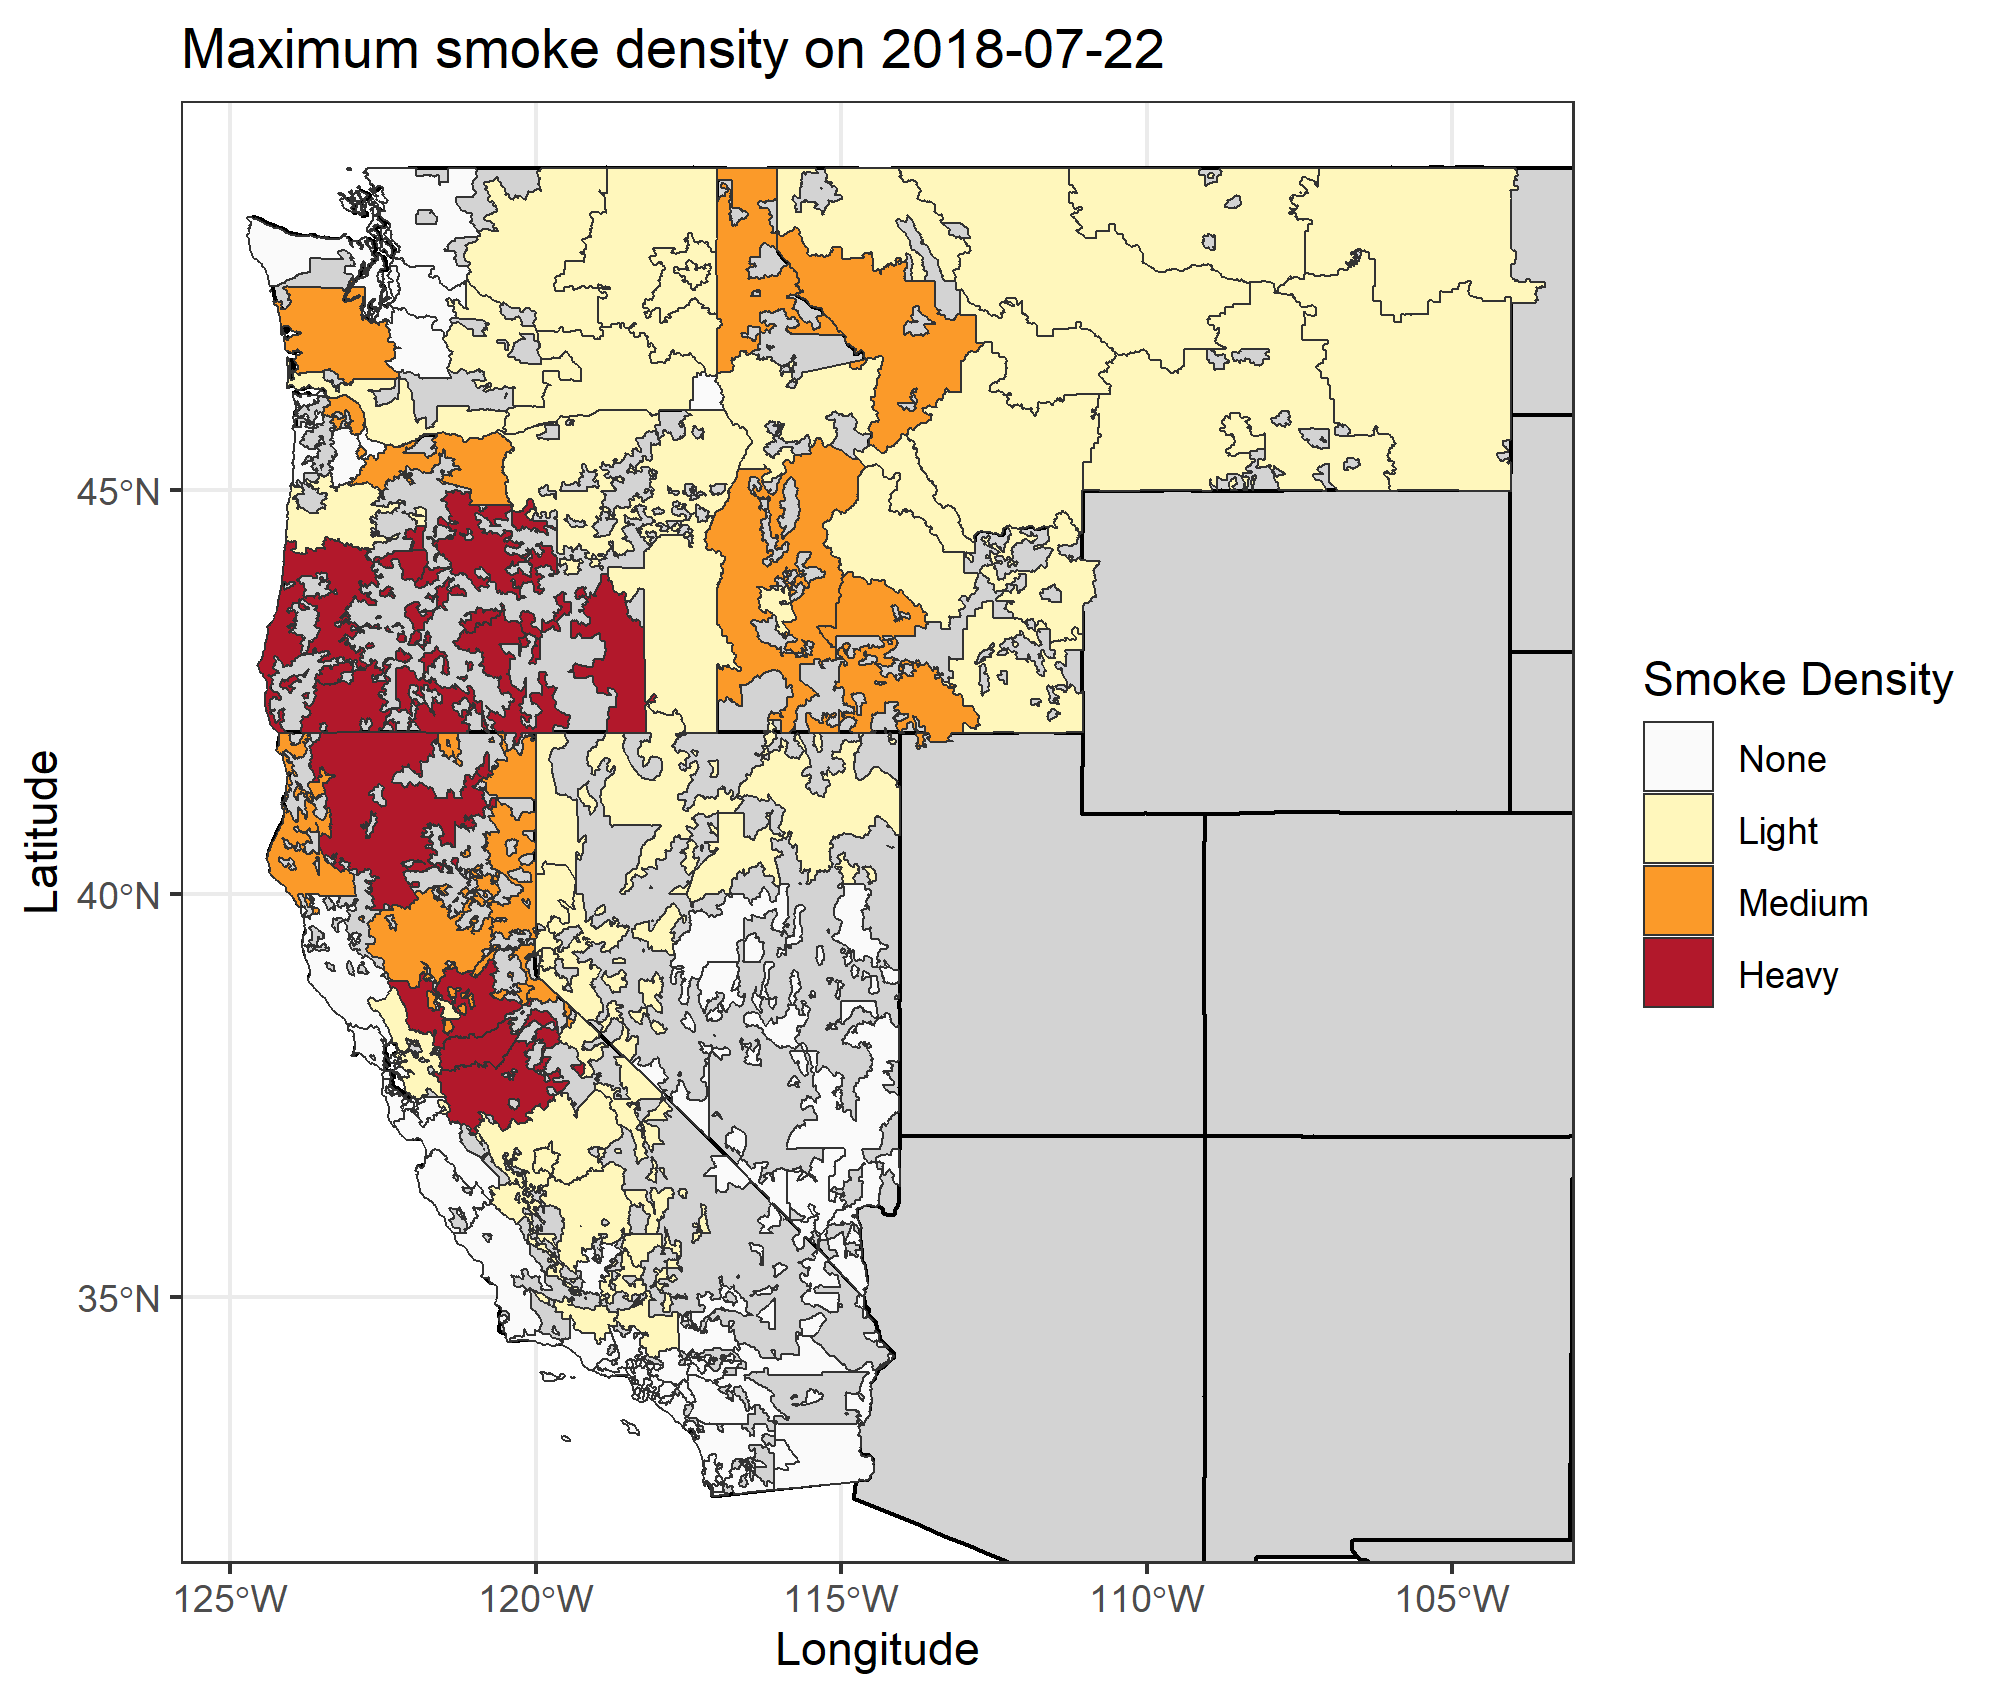 Maximum smoke density on 2018-07-22
45°N
40°N
35°N
Latitude
125°W
120°W
115°W
110°W
105°W
Longitude
Smoke Density
None
Light
Medium
Heavy